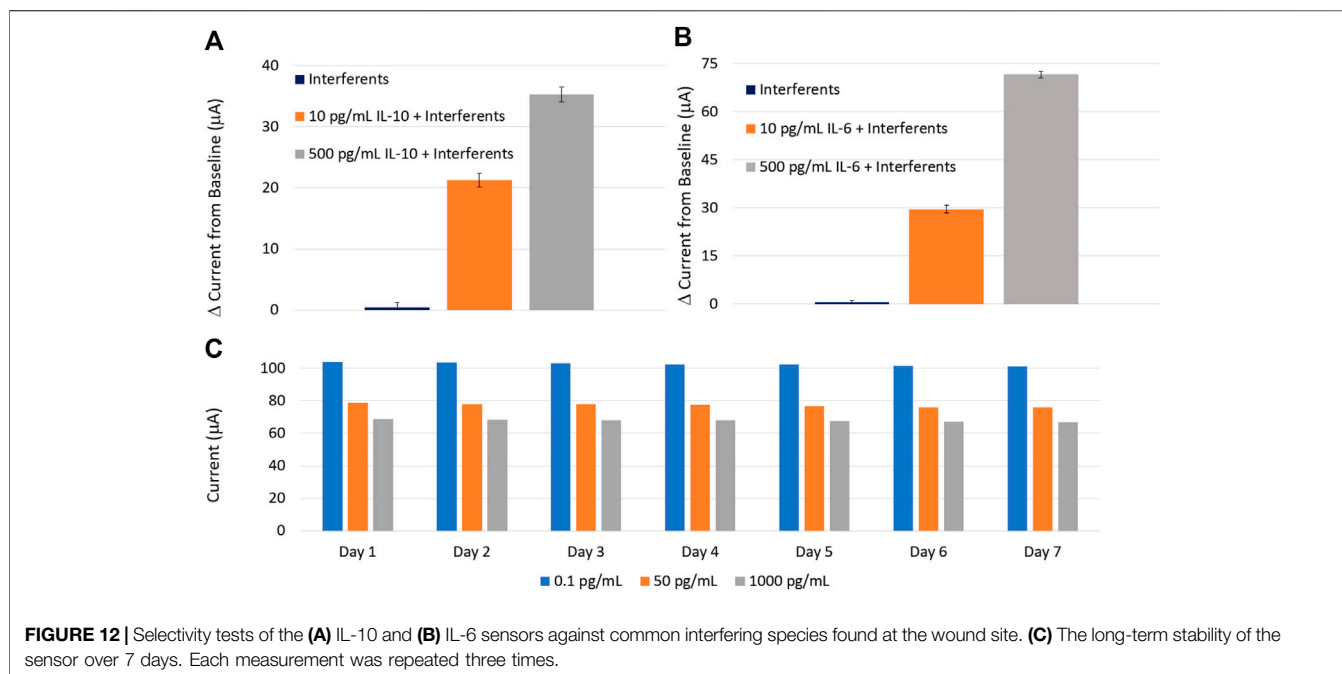 A
Δ Current from Baseline (µA)
40
30
20
10
0
Interferents
10 pg/mL IL-10 + Interferents
500 pg/mL IL-10 + Interferents
B
Δ Current from Baseline (µA)
75
60
45
30
15
0
Interferents
10 pg/mL IL-6 + Interferents
500 pg/mL IL-6 + Interferents
C
Current (µA)
100
80
60
40
20
0
Day 1 Day 2 Day 3 Day 4 Day 5 Day 6 Day 7
0.1 pg/mL 50 pg/mL 1000 pg/mL
FIGURE 12 | Selectivity tests of the (A) IL-10 and (B) IL-6 sensors against common interfering species found at the wound site. (C) The long-term stability of the
sensor over 7 days. Each measurement was repeated three times.